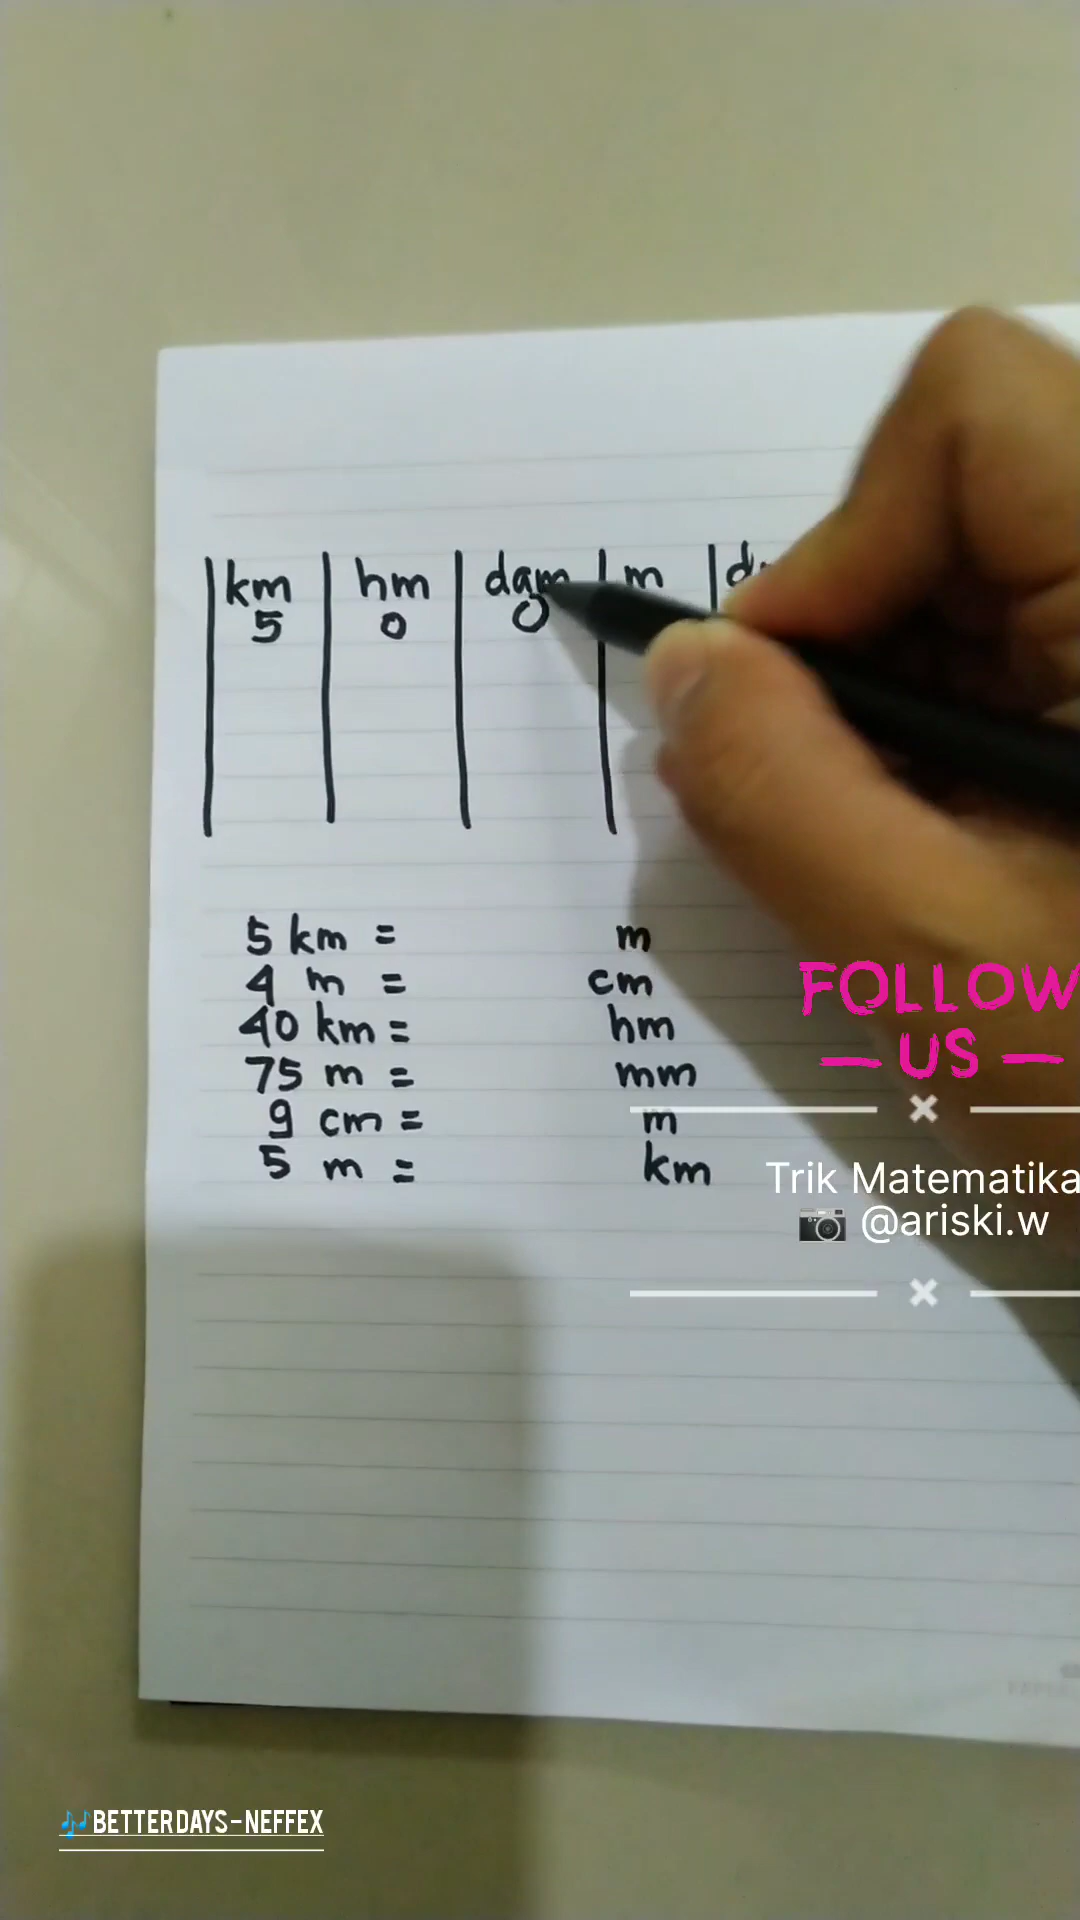 km hm dam m
5 0 0
5 km = m
4 m = cm
40 km = hm
75 m = mm
9 cm = m
5 m = km
FOLLOW
— US —
Trik Matematika
📷 @ariski.w
🎶BETTERDAYS-NEFFEX